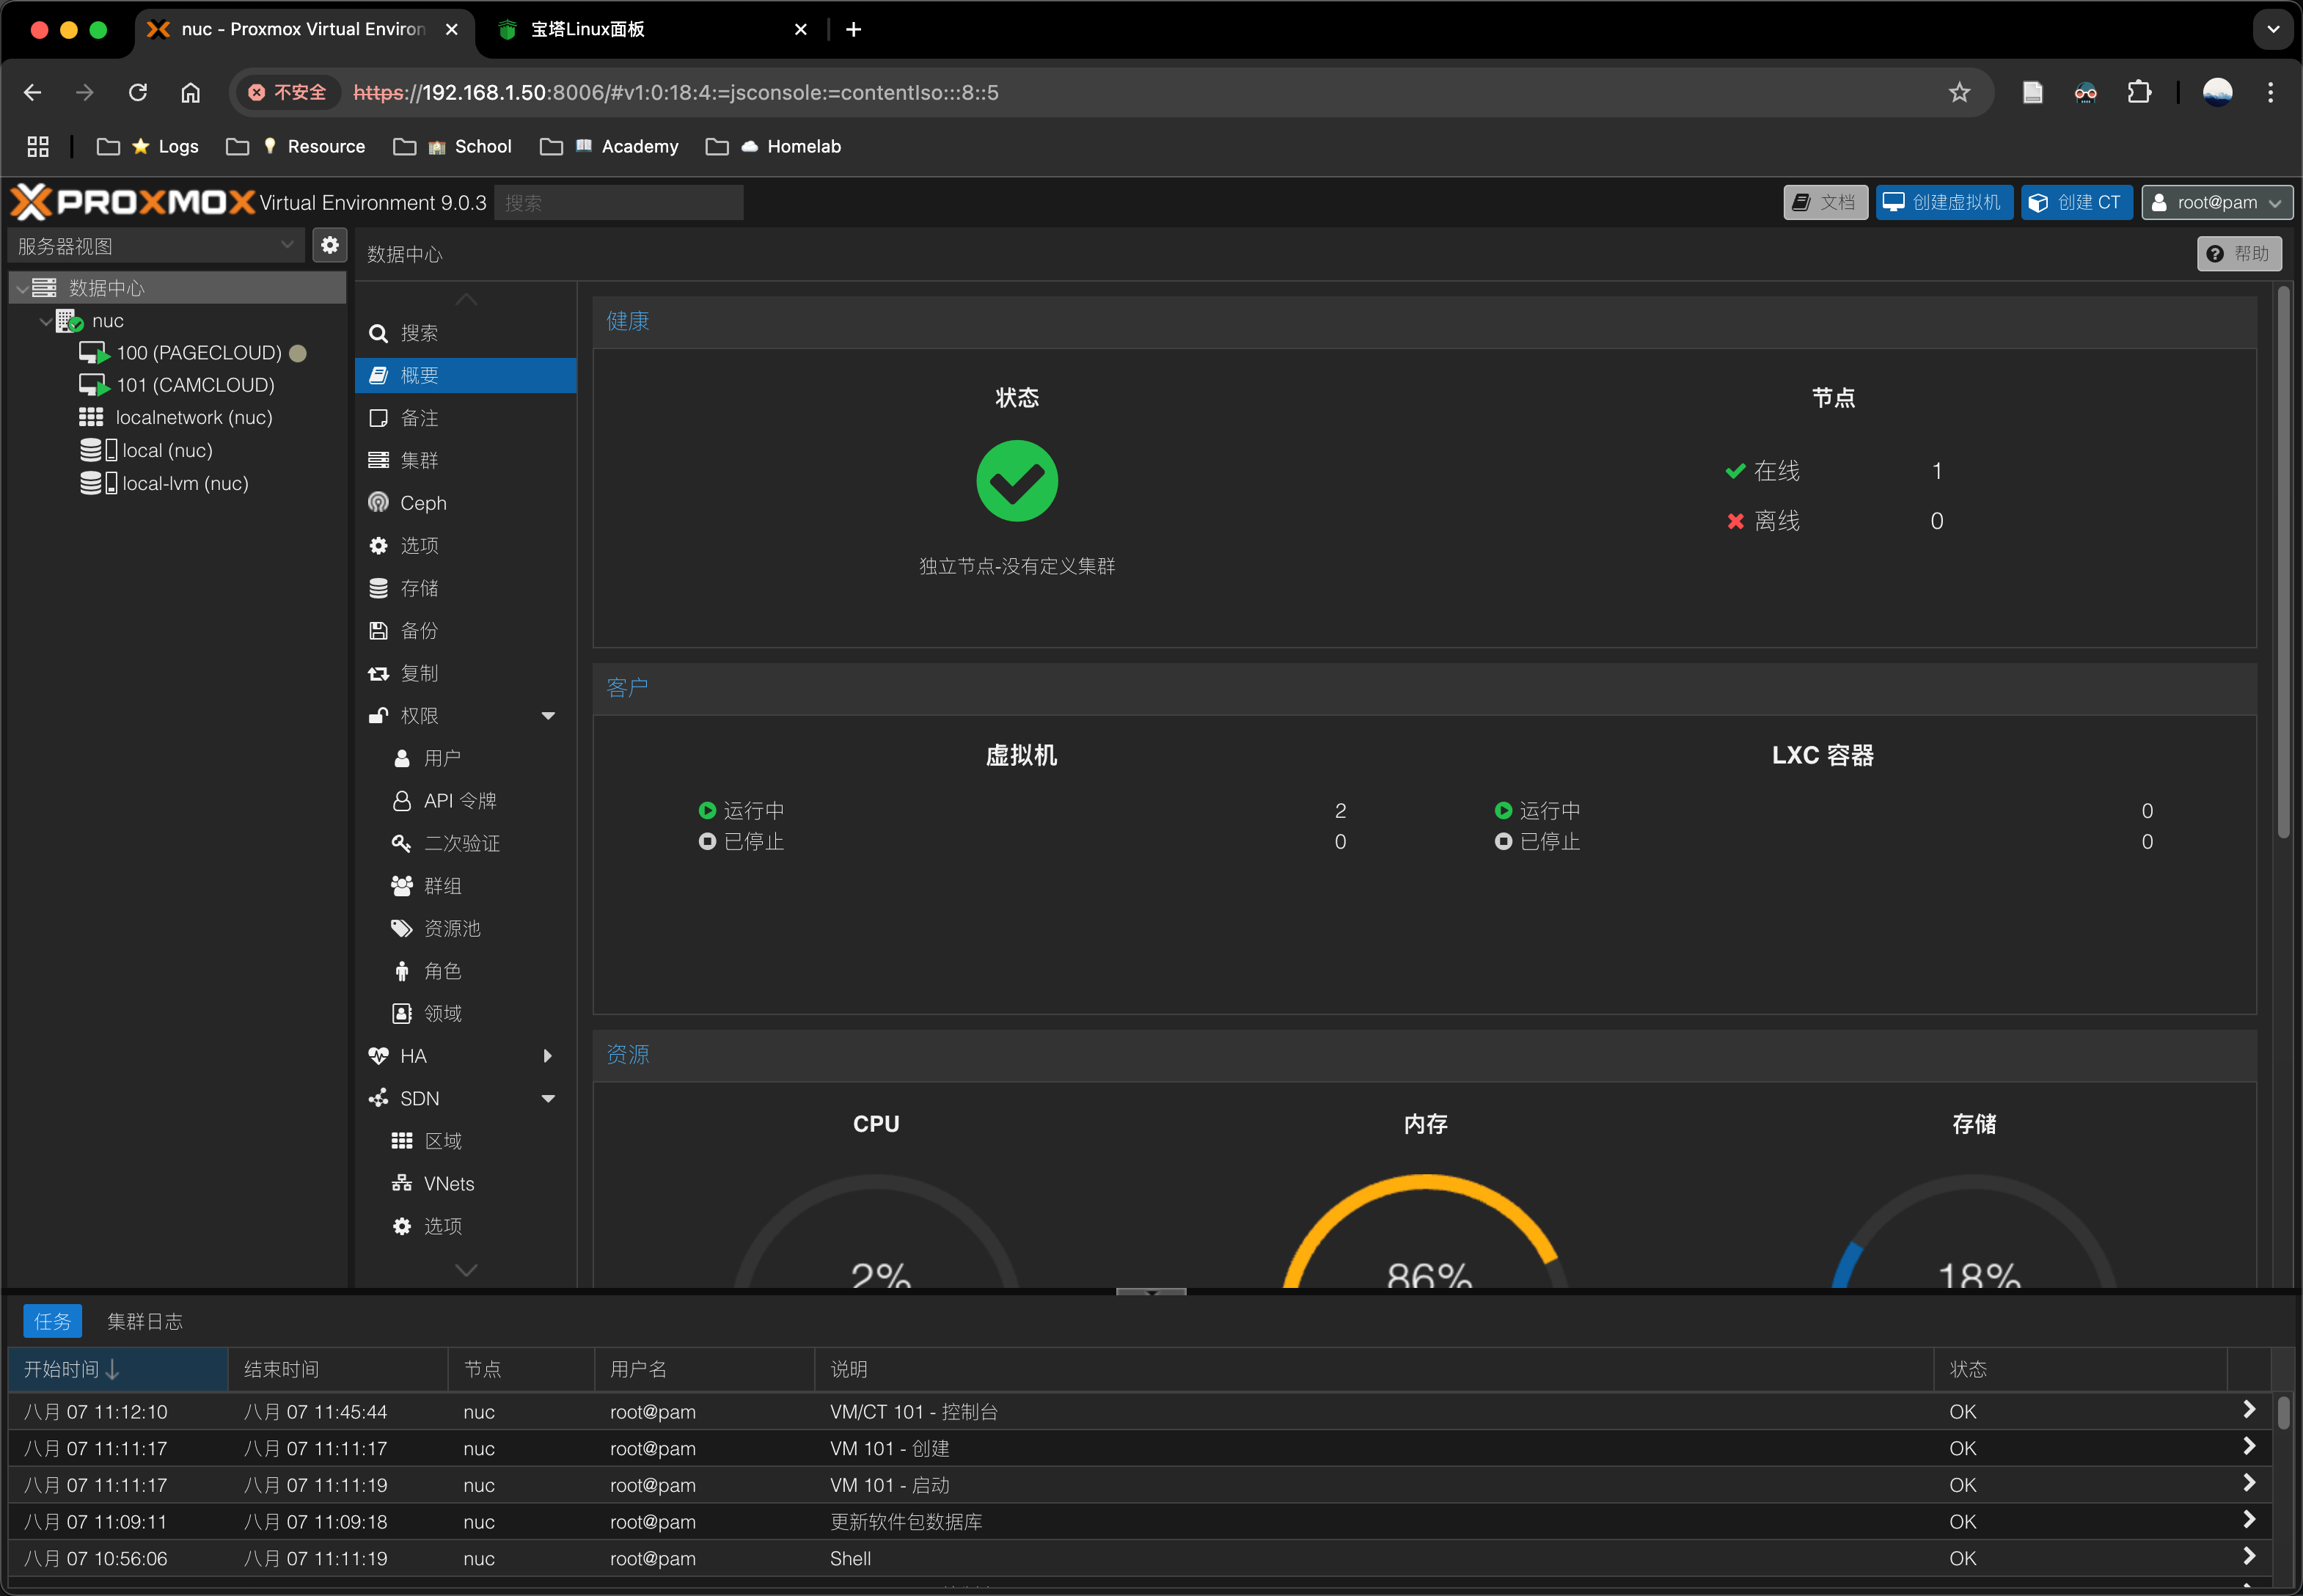 nuc - Proxmox Virtual Environ
宝塔Linux面板
不安全
https://192.168.1.50:8006/#v1:0:18:4:=jsconsole:=contentIso:::8::5
Logs
Resource
School
Academy
Homelab
PROXMOX Virtual Environment 9.0.3
搜索
文档
创建虚拟机
创建 CT
root@pam
服务器视图
数据中心
帮助
数据中心
nuc
100 (PAGECLOUD)
101 (CAMCLOUD)
localnetwork (nuc)
local (nuc)
local-lvm (nuc)
搜索
概要
备注
集群
Ceph
选项
存储
备份
复制
权限
用户
API 令牌
二次验证
群组
资源池
角色
领域
HA
SDN
区域
VNets
选项
健康
状态
独立节点-没有定义集群
节点
在线 1
离线 0
客户
虚拟机
运行中 2
已停止 0
LXC 容器
运行中 0
已停止 0
资源
CPU
2%
内存
86%
存储
18%
任务
集群日志
开始时间 结束时间 节点 用户名 说明 状态
八月 07 11:12:10 八月 07 11:45:44 nuc root@pam VM/CT 101 - 控制台 OK
八月 07 11:11:17 八月 07 11:11:17 nuc root@pam VM 101 - 创建 OK
八月 07 11:11:17 八月 07 11:11:19 nuc root@pam VM 101 - 启动 OK
八月 07 11:09:11 八月 07 11:09:18 nuc root@pam 更新软件包数据库 OK
八月 07 10:56:06 八月 07 11:11:19 nuc root@pam Shell OK